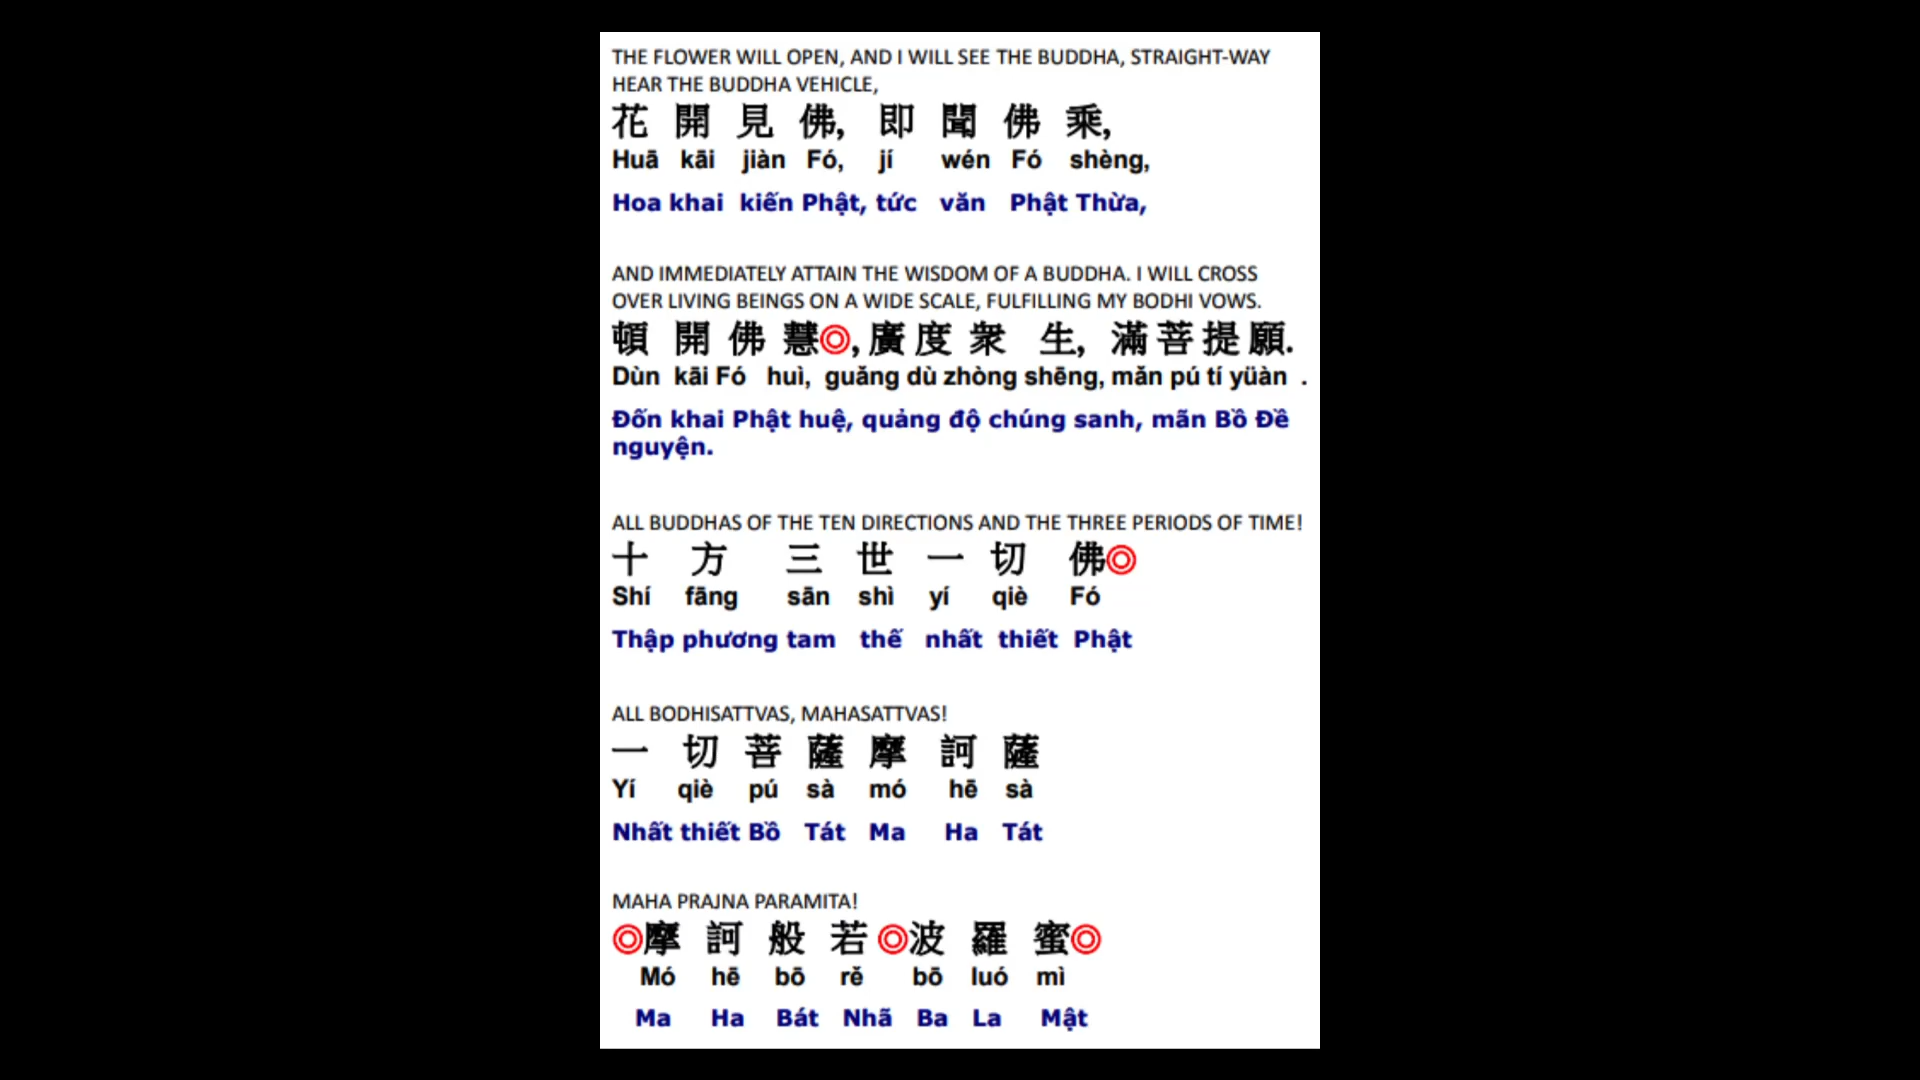 THE FLOWER WILL OPEN, AND I WILL SEE THE BUDDHA, STRAIGHT-WAY
HEAR THE BUDDHA VEHICLE,
花 開 見 佛, 即 聞 佛 乘,
Huā kāi jiàn Fó, jí wén Fó shèng,
Hoa khai kiến Phật, tức văn Phật Thừa,
AND IMMEDIATELY ATTAIN THE WISDOM OF A BUDDHA. I WILL CROSS
OVER LIVING BEINGS ON A WIDE SCALE, FULFILLING MY BODHI VOWS.
頓 開 佛 慧◎, 廣 度 衆 生, 滿 菩 提 願.
Dùn kāi Fó huì, guǎng dù zhòng shēng, mǎn pú tí yüàn .
Đốn khai Phật huệ, quảng độ chúng sanh, mãn Bồ Đề
nguyện.
ALL BUDDHAS OF THE TEN DIRECTIONS AND THE THREE PERIODS OF TIME!
十 方 三 世 一 切 佛◎
Shí fāng sān shì yí qiè Fó
Thập phương tam thế nhất thiết Phật
ALL BODHISATTVAS, MAHASATTVAS!
一 切 菩 薩 摩 訶 薩
Yí qiè pú sà mó hē sà
Nhất thiết Bồ Tát Ma Ha Tát
MAHA PRAJNA PARAMITA!
◎摩 訶 般 若 ◎波 羅 蜜◎
Mó hē bō rě bō luó mì
Ma Ha Bát Nhã Ba La Mật